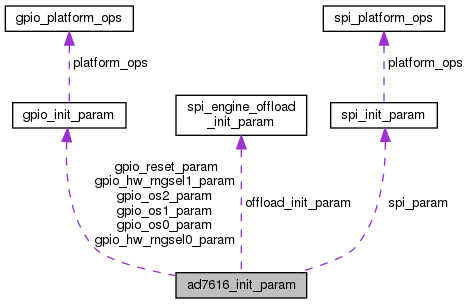 gpio_platform_ops
spi_platform_ops
platform_ops
platform_ops
gpio_init_param
spi_engine_offload
_init_param
spi_init_param
gpio_reset_param
gpio_hw_rngsel1_param
gpio_os2_param
gpio_os1_param
gpio_os0_param
gpio_hw_rngsel0_param
offload_init_param
spi_param
ad7616_init_param